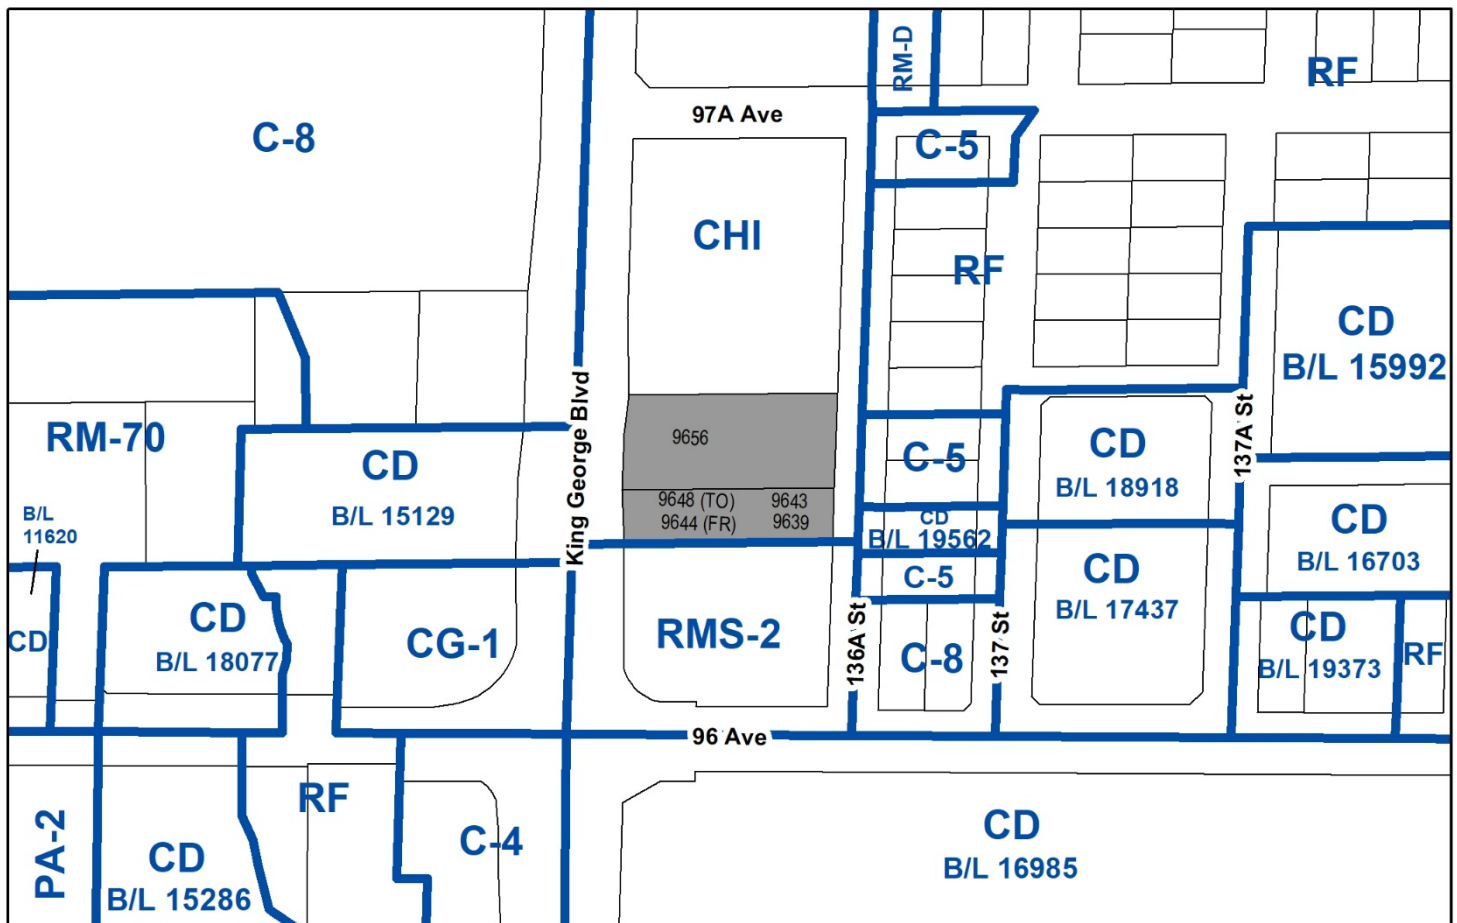 RM-D
RF
97A Ave
C-8
C-5
CHI
RF
CD
B/L 15992
King George Blvd
137A St
RM-70
9656
CD
B/L 15129
C-5
CD
B/L 18918
9648 (TO) 9643
9644 (FR) 9639
B/L
11620
CD
B/L 19562
CD
B/L 16703
C-5
CD
B/L 17437
CD
CD
B/L 18077
CG-1
RMS-2
136A St
C-8
137 St
CD
B/L 19373
RF
96 Ave
PA-2
CD
B/L 15286
RF
C-4
CD
B/L 16985